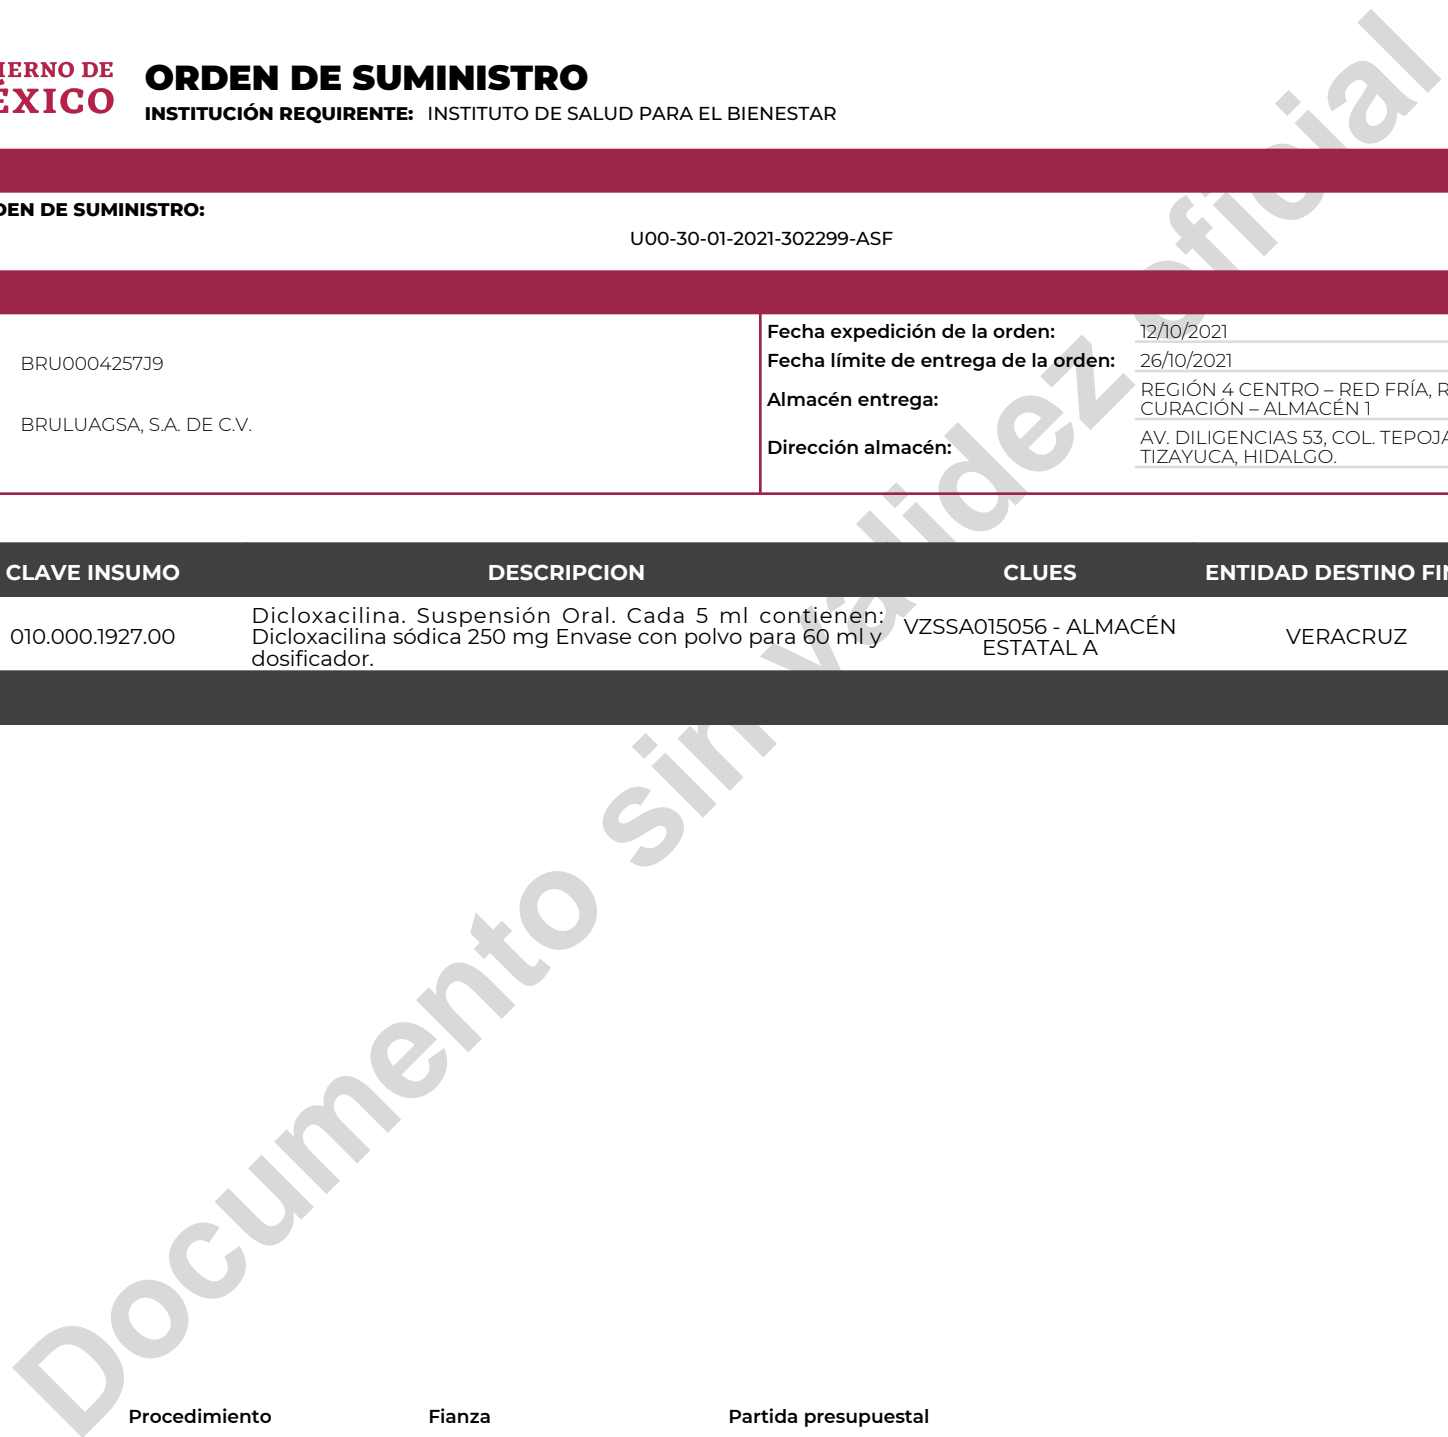 IERNO DE
ÉXICO
ORDEN DE SUMINISTRO
INSTITUCIÓN REQUIRENTE: INSTITUTO DE SALUD PARA EL BIENESTAR
DEN DE SUMINISTRO:
U00-30-01-2021-302299-ASF
BRU0004257J9
BRULUAGSA, S.A. DE C.V.
Fecha expedición de la orden: 12/10/2021
Fecha límite de entrega de la orden: 26/10/2021
Almacén entrega: REGIÓN 4 CENTRO – RED FRÍA, R
CURACIÓN – ALMACÉN 1
Dirección almacén: AV. DILIGENCIAS 53, COL. TEPOJA
TIZAYUCA, HIDALGO.
CLAVE INSUMO DESCRIPCION CLUES ENTIDAD DESTINO FIN
010.000.1927.00
Dicloxacilina. Suspensión Oral. Cada 5 ml contienen:
Dicloxacilina sódica 250 mg Envase con polvo para 60 ml y
dosificador.
VZSSA015056 - ALMACÉN
ESTATAL A
VERACRUZ
Documento sin validez oficial
Procedimiento Fianza Partida presupuestal